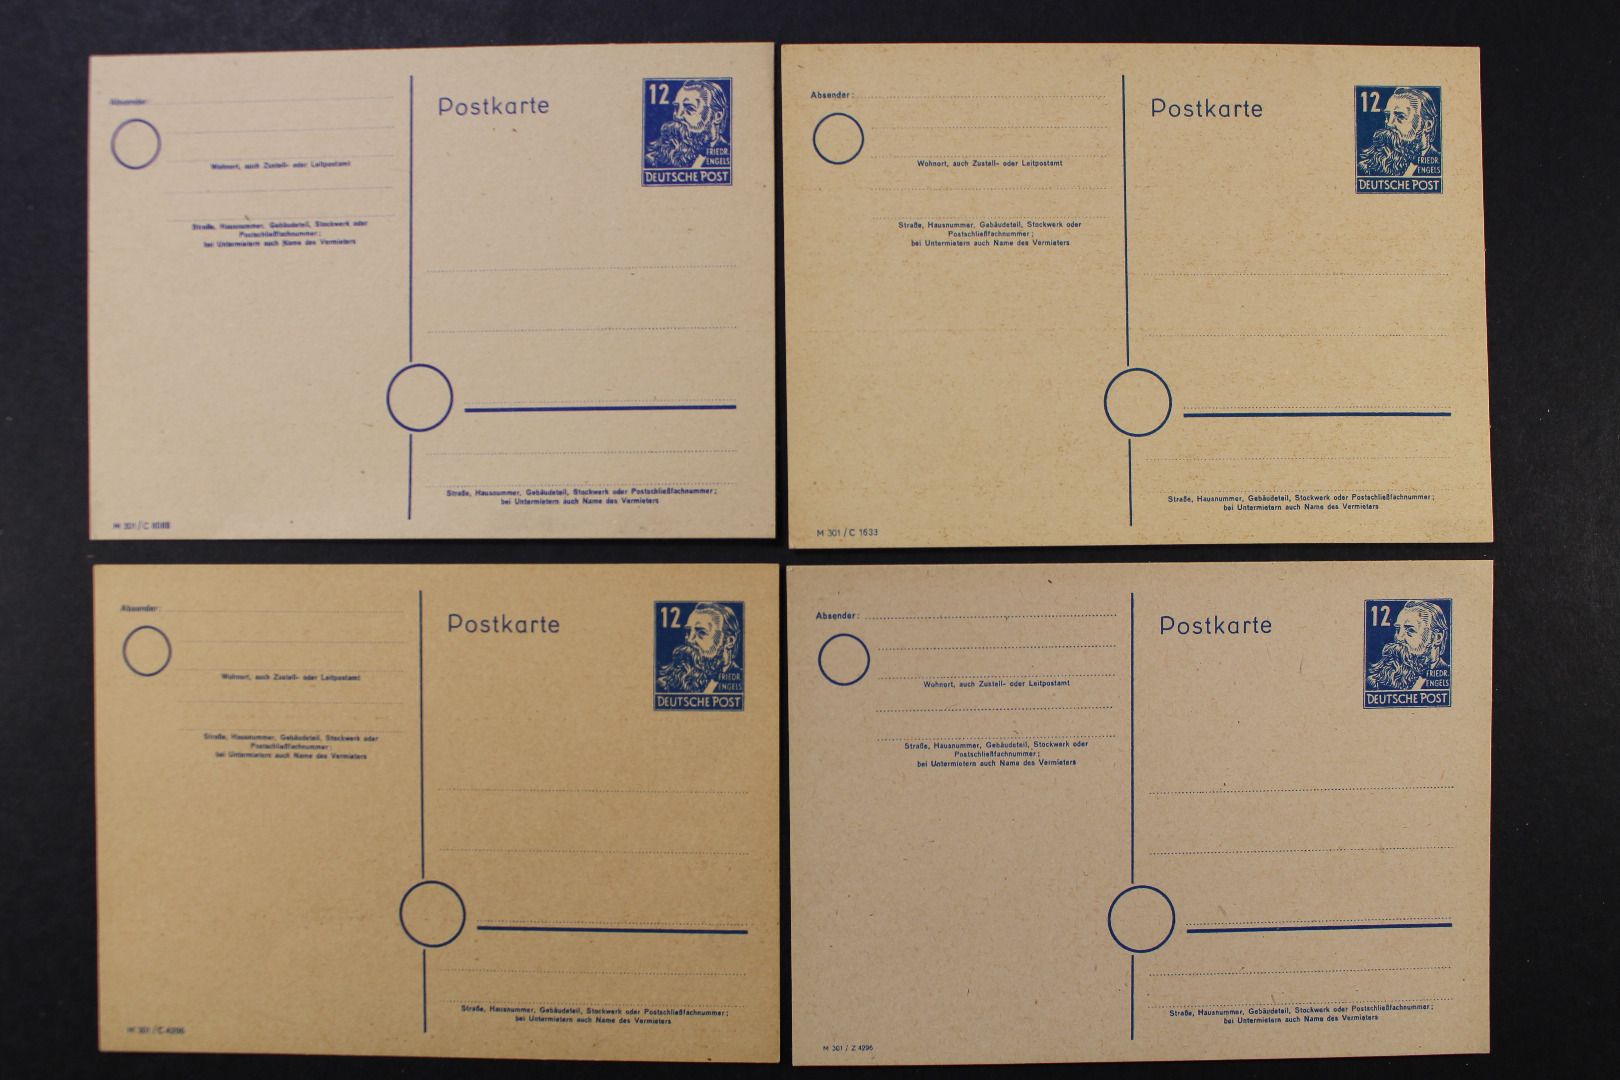 Absender:
Wohnort, auch Zustell- oder Leitpostamt
Straße, Hausnummer, Gebäudeteil, Stockwerk oder
Postschließfachnummer;
bei Untermietern auch Name des Vermieters
M 301 / C
Postkarte
12
FRIEDR.
ENGELS
DEUTSCHE POST
Straße, Hausnummer, Gebäudeteil, Stockwerk oder Postschließfachnummer;
bei Untermietern auch Name des Vermieters
Absender:
Wohnort, auch Zustell- oder Leitpostamt
Straße, Hausnummer, Gebäudeteil, Stockwerk oder
Postschließfachnummer;
bei Untermietern auch Name des Vermieters
M 301 / C 1633
Postkarte
12
FRIEDR.
ENGELS
DEUTSCHE POST
Straße, Hausnummer, Gebäudeteil, Stockwerk oder Postschließfachnummer;
bei Untermietern auch Name des Vermieters
Absender:
Wohnort, auch Zustell- oder Leitpostamt
Straße, Hausnummer, Gebäudeteil, Stockwerk oder
Postschließfachnummer;
bei Untermietern auch Name des Vermieters
M 301 / C 4296
Postkarte
12
FRIEDR.
ENGELS
DEUTSCHE POST
Straße, Hausnummer, Gebäudeteil, Stockwerk oder Postschließfachnummer;
bei Untermietern auch Name des Vermieters
Absender:
Wohnort, auch Zustell- oder Leitpostamt
Straße, Hausnummer, Gebäudeteil, Stockwerk oder
Postschließfachnummer;
bei Untermietern auch Name des Vermieters
M 301 / Z 4296
Postkarte
12
FRIEDR.
ENGELS
DEUTSCHE POST
Straße, Hausnummer, Gebäudeteil, Stockwerk oder Postschließfachnummer;
bei Untermietern auch Name des Vermieters